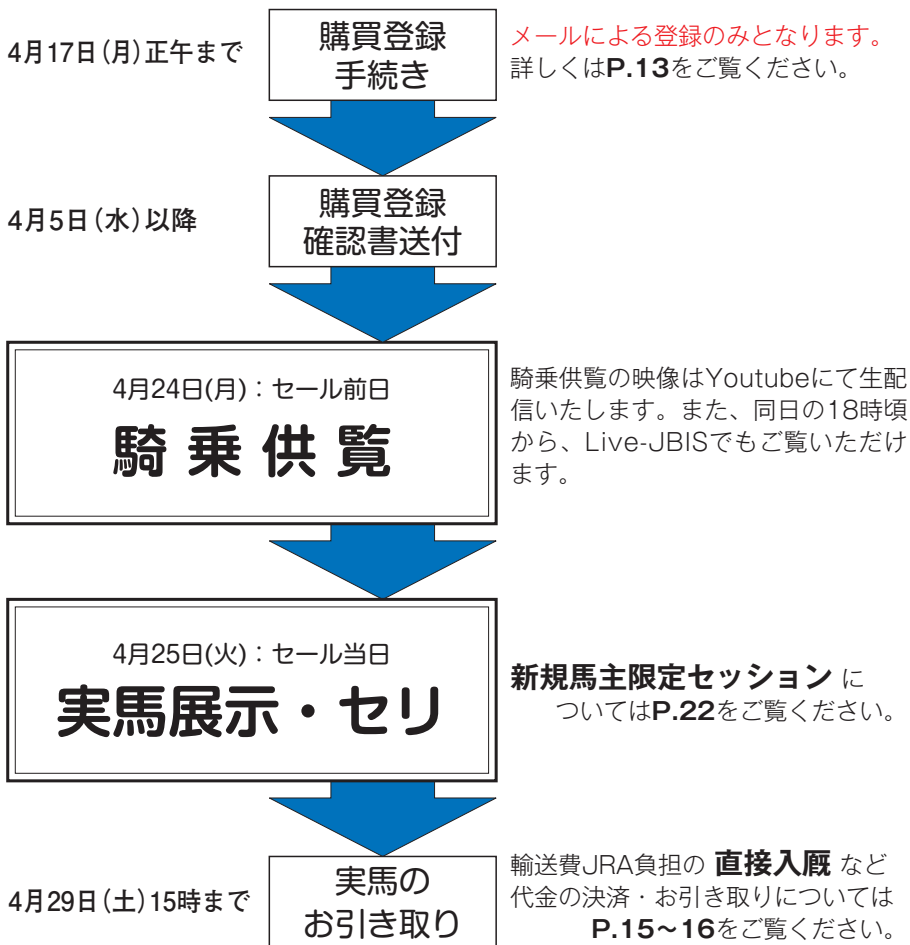 4月17日(月)正午まで
購買登録
手続き
メールによる登録のみとなります。
詳しくはP.13をご覧ください。
4月5日(水)以降
購買登録
確認書送付
4月24日(月):セール前日
騎乗供覧
騎乗供覧の映像はYoutubeにて生配
信いたします。また、同日の18時頃
から、Live-JBISでもご覧いただけ
ます。
4月25日(火):セール当日
実馬展示・セリ
新規馬主限定セッション に
ついてはP.22をご覧ください。
4月29日(土)15時まで
実馬の
お引き取り
輸送費JRA負担の 直接入厩 など
代金の決済・お引き取りについては
P.15~16をご覧ください。